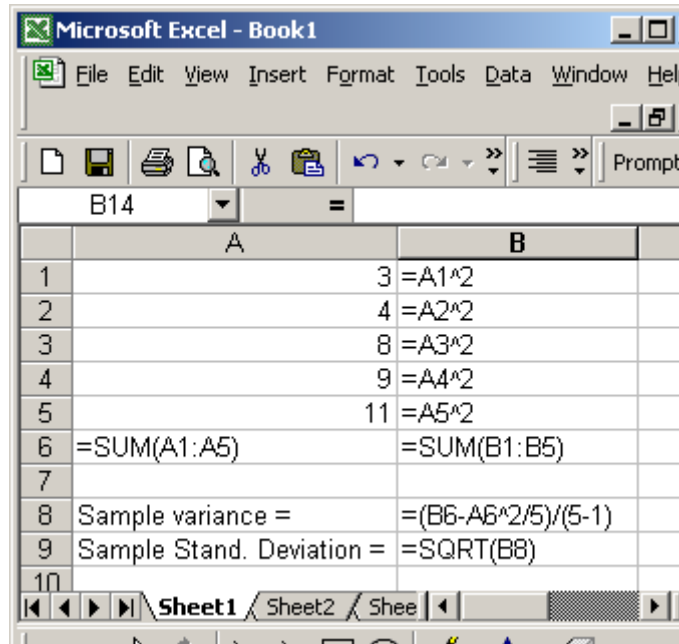 Microsoft Excel - Book1
File Edit View Insert Format Tools Data Window Hel
Prompt
B14 =
A B
1 3 =A1^2
2 4 =A2^2
3 8 =A3^2
4 9 =A4^2
5 11 =A5^2
6 =SUM(A1:A5) =SUM(B1:B5)
7
8 Sample variance = =(B6-A6^2/5)/(5-1)
9 Sample Stand. Deviation = =SQRT(B8)
10
Sheet1 Sheet2 Shee